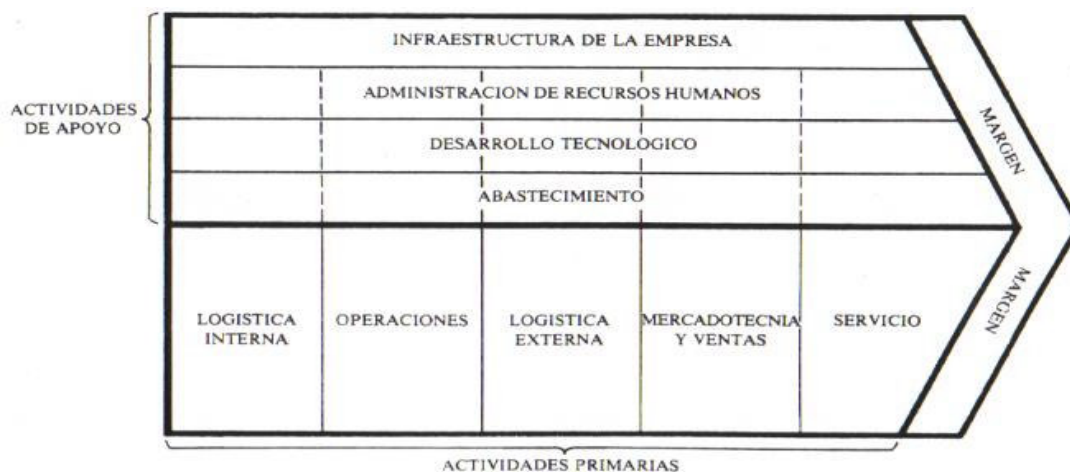 INFRAESTRUCTURA DE LA EMPRESA
ACTIVIDADES
DE APOYO
ADMINISTRACION DE RECURSOS HUMANOS
DESARROLLO TECNOLOGICO
ABASTECIMIENTO
MARGEN
LOGISTICA
INTERNA
OPERACIONES
LOGISTICA
EXTERNA
MERCADOTECNIA
Y VENTAS
SERVICIO
MARGEN
ACTIVIDADES PRIMARIAS